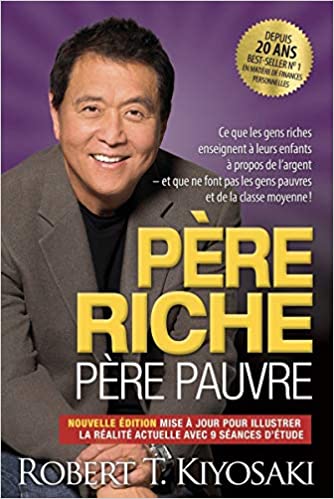 DEPUIS
20 ANS
BEST-SELLER Nº 1
EN MATIÈRE DE FINANCES
PERSONNELLES
Ce que les gens riches
enseignent à leurs enfants
à propos de l'argent
– et que ne font pas les gens pauvres
et de la classe moyenne !
PÈRE
RICHE
PÈRE PAUVRE
NOUVELLE ÉDITION MISE À JOUR POUR ILLUSTRER
LA RÉALITÉ ACTUELLE AVEC 9 SÉANCES D'ÉTUDE
ROBERT T. KIYOSAKI